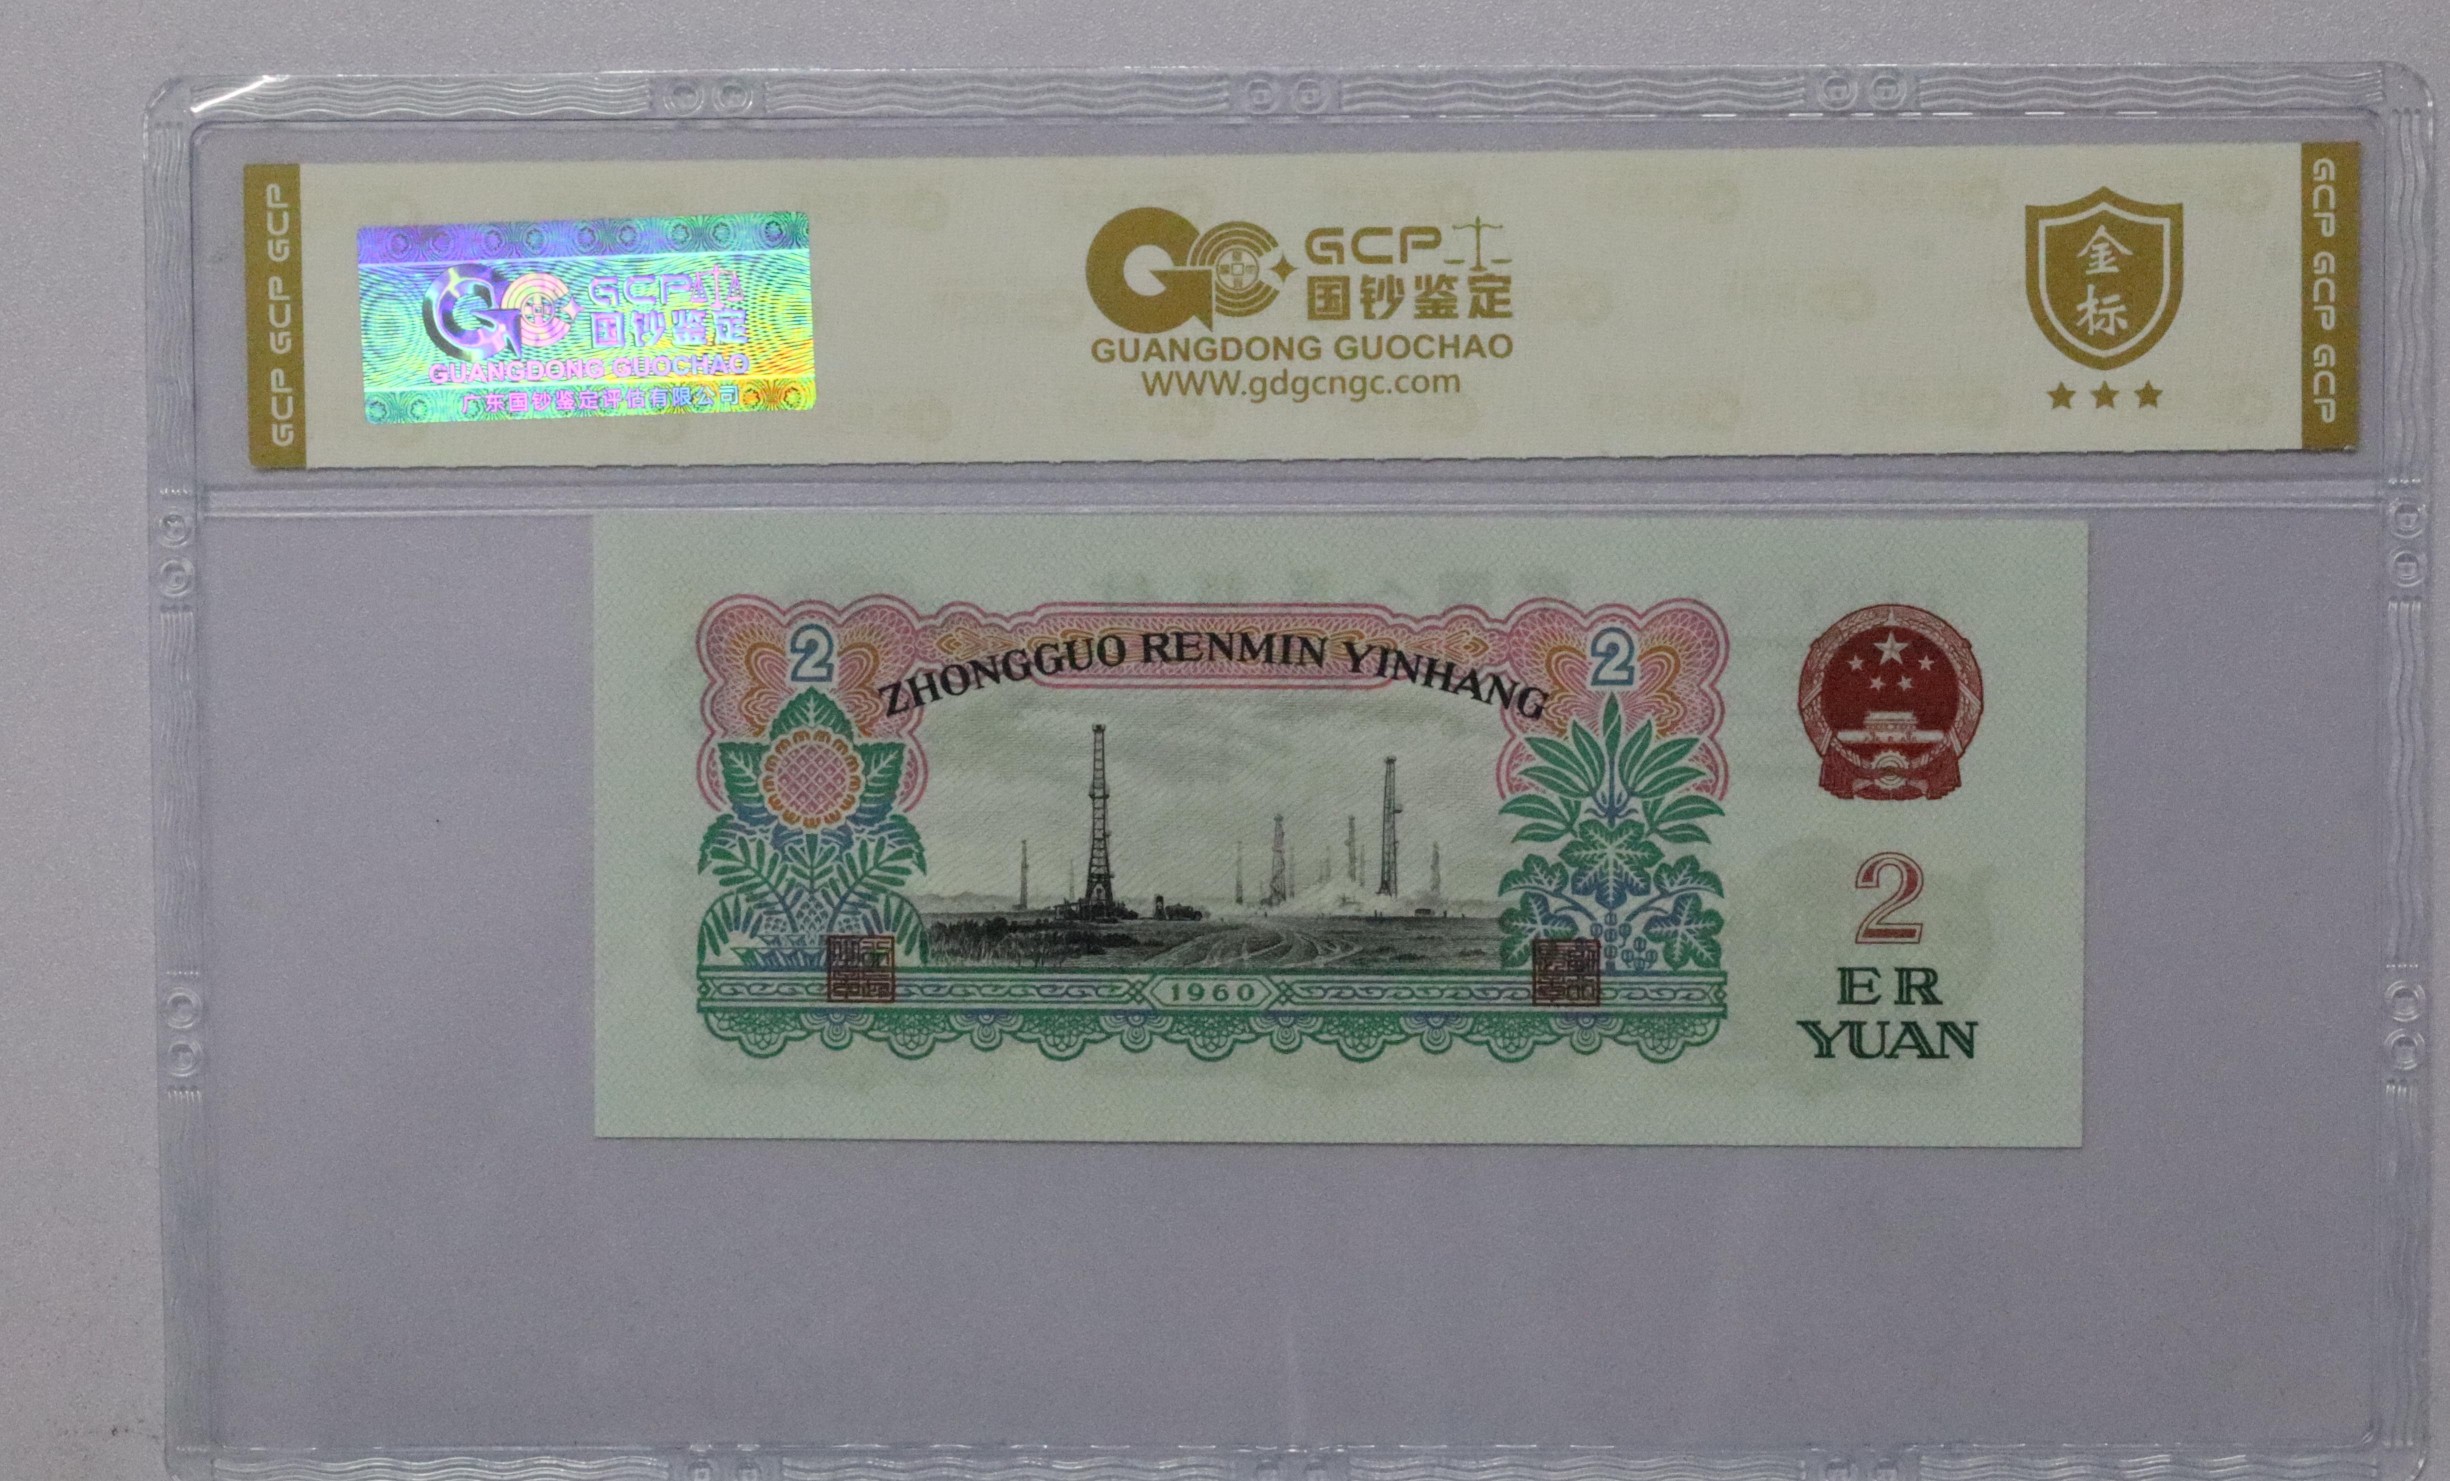 GCP GCP GCP
GCP
国钞鉴定
GUANGDONG GUOCHAO
广东国钞鉴定评估有限公司
GCP
国钞鉴定
GUANGDONG GUOCHAO
WWW.gdgcngc.com
金
标
GCP GCP GCP
2
ZHONGGUO RENMIN YINHANG
2
1960
2
ER
YUAN